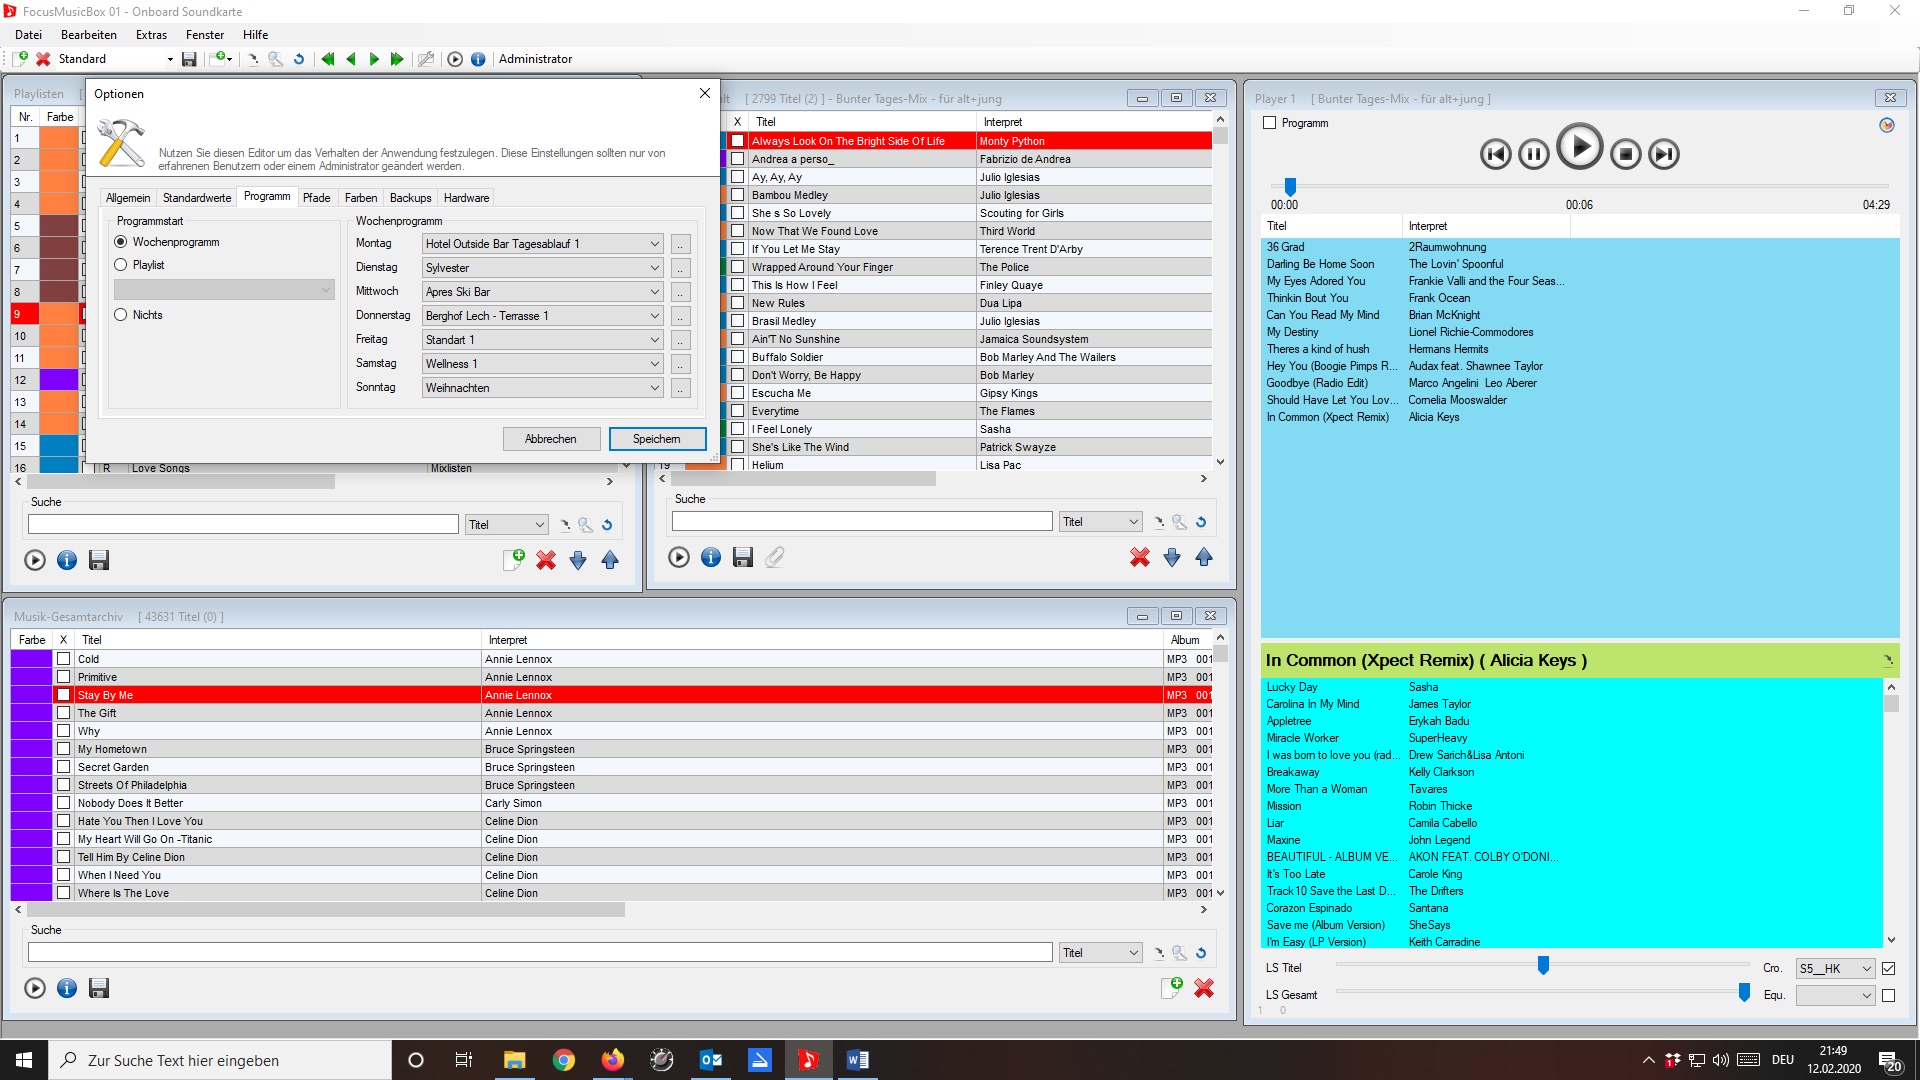 FocusMusicBox 01 - Onboard Soundkarte
Datei Bearbeiten Extras Fenster Hilfe
Standard Administrator
Playlisten [
Nr. Farbe
1
2
3
4
5
6
7
8
9
10
11
12
13
14
15
16 R Love Songs Mixlisten
Suche
Titel
Optionen
Nutzen Sie diesen Editor um das Verhalten der Anwendung festzulegen. Diese Einstellungen sollten nur von
erfahrenen Benutzern oder einem Administrator geändert werden.
Allgemein Standardwerte Programm Pfade Farben Backups Hardware
Programmstart
Wochenprogramm
Playlist
Nichts
Wochenprogramm
Montag Hotel Outside Bar Tagesablauf 1 ..
Dienstag Sylvester ..
Mittwoch Apres Ski Bar ..
Donnerstag Berghof Lech - Terrasse 1 ..
Freitag Standart 1 ..
Samstag Wellness 1 ..
Sonntag Weihnachten ..
Abbrechen Speichern
alt [ 2799 Titel (2) ] - Bunter Tages-Mix - für alt+jung
X Titel Interpret
Always Look On The Bright Side Of Life Monty Python
Andrea a perso_ Fabrizio de Andrea
Ay, Ay, Ay Julio Iglesias
Bambou Medley Julio Iglesias
She s So Lovely Scouting for Girls
Now That We Found Love Third World
If You Let Me Stay Terence Trent D'Arby
Wrapped Around Your Finger The Police
This Is How I Feel Finley Quaye
New Rules Dua Lipa
Brasil Medley Julio Iglesias
Ain'T No Sunshine Jamaica Soundsystem
Buffalo Soldier Bob Marley And The Wailers
Don't Worry, Be Happy Bob Marley
Escucha Me Gipsy Kings
Everytime The Flames
I Feel Lonely Sasha
She's Like The Wind Patrick Swayze
19 Helium Lisa Pac
Suche
Titel
Musik-Gesamtarchiv [ 43631 Titel (0) ]
Farbe X Titel Interpret Album
Cold Annie Lennox MP3 001
Primitive Annie Lennox MP3 001
Stay By Me Annie Lennox MP3 001
The Gift Annie Lennox MP3 001
Why Annie Lennox MP3 001
My Hometown Bruce Springsteen MP3 001
Secret Garden Bruce Springsteen MP3 001
Streets Of Philadelphia Bruce Springsteen MP3 001
Nobody Does It Better Carly Simon MP3 001
Hate You Then I Love You Celine Dion MP3 001
My Heart Will Go On -Titanic Celine Dion MP3 001
Tell Him By Celine Dion Celine Dion MP3 001
When I Need You Celine Dion MP3 001
Where Is The Love Celine Dion MP3 001
Suche
Titel
Player 1 [ Bunter Tages-Mix - für alt+jung ]
Programm
00:00 00:06 04:29
Titel Interpret
36 Grad 2Raumwohnung
Darling Be Home Soon The Lovin' Spoonful
My Eyes Adored You Frankie Valli and the Four Seas...
Thinkin Bout You Frank Ocean
Can You Read My Mind Brian McKnight
My Destiny Lionel Richie-Commodores
Theres a kind of hush Hermans Hermits
Hey You (Boogie Pimps R... Audax feat. Shawnee Taylor
Goodbye (Radio Edit) Marco Angelini Leo Aberer
Should Have Let You Lov... Cornelia Mooswalder
In Common (Xpect Remix) Alicia Keys
In Common (Xpect Remix) ( Alicia Keys )
Lucky Day Sasha
Carolina In My Mind James Taylor
Appletree Erykah Badu
Miracle Worker SuperHeavy
I was born to love you (rad... Drew Sarich&Lisa Antoni
Breakaway Kelly Clarkson
More Than a Woman Tavares
Mission Robin Thicke
Liar Camila Cabello
Maxine John Legend
BEAUTIFUL - ALBUM VE... AKON FEAT. COLBY O'DONI...
It's Too Late Carole King
Track10 Save the Last D... The Drifters
Corazon Espinado Santana
Save me (Album Version) SheSays
I'm Easy (LP Version) Keith Carradine
LS Titel Cro. S5__HK
LS Gesamt Equ.
1 0
Zur Suche Text hier eingeben
DEU 21:49
12.02.2020
20